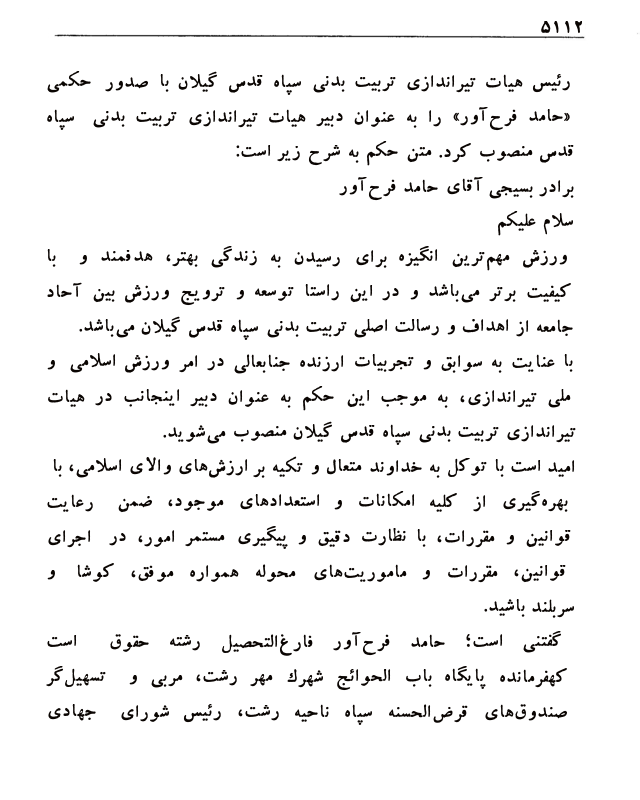 ۵۱۱۲
رئیس هیات تیراندازی تربیت بدنی سپاه قدس گیلان با صدور حکمی
«حامد فرح‌آور» را به عنوان دبیر هیات تیراندازی تربیت بدنی سپاه
قدس منصوب کرد. متن حکم به شرح زیر است:
برادر بسیجی آقای حامد فرح‌آور
سلام علیکم
ورزش مهم‌ترین انگیزه برای رسیدن به زندگی بهتر، هدفمند و با
کیفیت برتر می‌باشد و در این راستا توسعه و ترویج ورزش بین آحاد
جامعه از اهداف و رسالت اصلی تربیت بدنی سپاه قدس گیلان می‌باشد.
با عنایت به سوابق و تجربیات ارزنده جنابعالی در امر ورزش اسلامی و
ملی تیراندازی، به موجب این حکم به عنوان دبیر اینجانب در هیات
تیراندازی تربیت بدنی سپاه قدس گیلان منصوب می‌شوید.
امید است با توکل به خداوند متعال و تکیه بر ارزش‌های والای اسلامی، با
بهره‌گیری از کلیه امکانات و استعدادهای موجود، ضمن رعایت
قوانین و مقررات، با نظارت دقیق و پیگیری مستمر امور، در اجرای
قوانین، مقررات و ماموریت‌های محوله همواره موفق، کوشا و
سربلند باشید.
گفتنی است؛ حامد فرح‌آور فارغ‌التحصیل رشته حقوق است
کهفرمانده پایگاه باب الحوائج شهرك مهر رشت، مربی و تسهیل‌گر
صندوق‌های قرض‌الحسنه سپاه ناحیه رشت، رئیس شورای جهادی